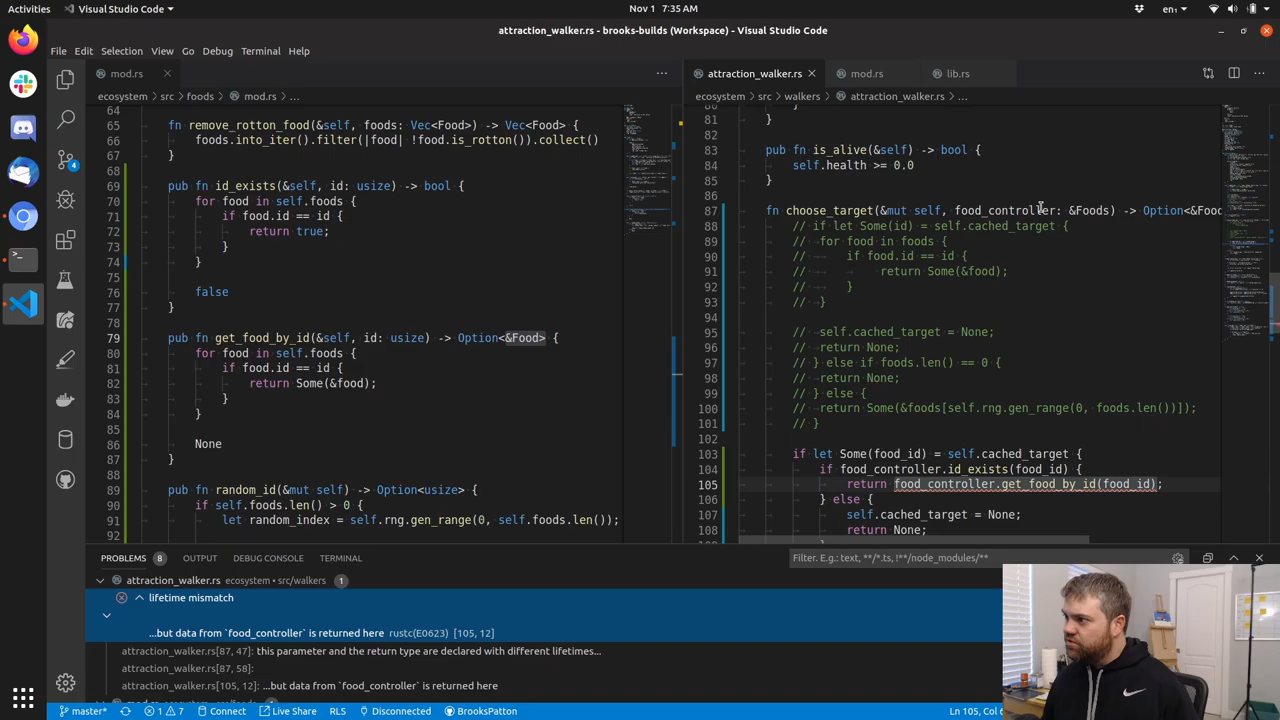 Activities
Visual Studio Code
Nov 1 7:35 AM
en1
attraction_walker.rs - brooks-builds (Workspace) - Visual Studio Code
File Edit Selection View Go Debug Terminal Help
mod.rs
ecosystem > src > foods > mod.rs > ...
64
65 fn remove_rotton_food(&self, foods: Vec<Food>) -> Vec<Food> {
66 foods.into_iter().filter(|food| !food.is_rotton()).collect()
67 }
68
69 pub fn id_exists(&self, id: usize) -> bool {
70 for food in self.foods {
71 if food.id == id {
72 return true;
73 }
74 }
75
76 false
77 }
78
79 pub fn get_food_by_id(&self, id: usize) -> Option<&Food> {
80 for food in self.foods {
81 if food.id == id {
82 return Some(&food);
83 }
84 }
85
86 None
87 }
88
89 pub fn random_id(&mut self) -> Option<usize> {
90 if self.foods.len() > 0 {
91 let random_index = self.rng.gen_range(0, self.foods.len());
92
attraction_walker.rs mod.rs lib.rs
ecosystem > src > walkers > attraction_walker.rs > ...
80 }
81 }
82
83 pub fn is_alive(&self) -> bool {
84 self.health >= 0.0
85 }
86
87 fn choose_target(&mut self, food_controller: &Foods) -> Option<&Foo
88 // if let Some(id) = self.cached_target {
89 // for food in foods {
90 // if food.id == id {
91 // return Some(&food);
92 // }
93 // }
94
95 // self.cached_target = None;
96 // return None;
97 // } else if foods.len() == 0 {
98 // return None;
99 // } else {
100 // return Some(&foods[self.rng.gen_range(0, foods.len())]);
101 // }
102
103 if let Some(food_id) = self.cached_target {
104 if food_controller.id_exists(food_id) {
105 return food_controller.get_food_by_id(food_id);
106 } else {
107 self.cached_target = None;
108 return None;
4
PROBLEMS 8 OUTPUT DEBUG CONSOLE TERMINAL
Filter. E.g.: text, **/*.ts, !**/node_modules/**
attraction_walker.rs ecosystem • src/walkers 1
lifetime mismatch
...but data from `food_controller` is returned here rustc(E0623) [105, 12]
attraction_walker.rs[87, 47]: this parameter and the return type are declared with different lifetimes...
attraction_walker.rs[87, 58]:
attraction_walker.rs[105, 12]: ...but data from `food_controller` is returned here
master* 1 7 Connect Live Share RLS Disconnected BrooksPatton